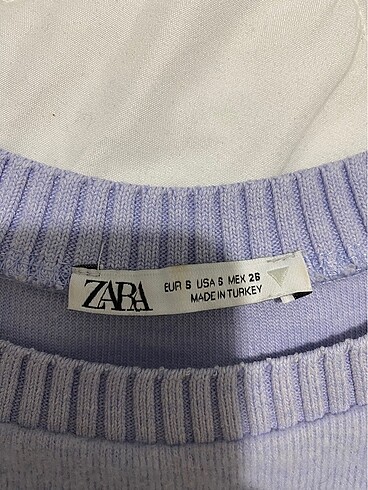 ZARA
EUR S USA S MEX 26
MADE IN TURKEY